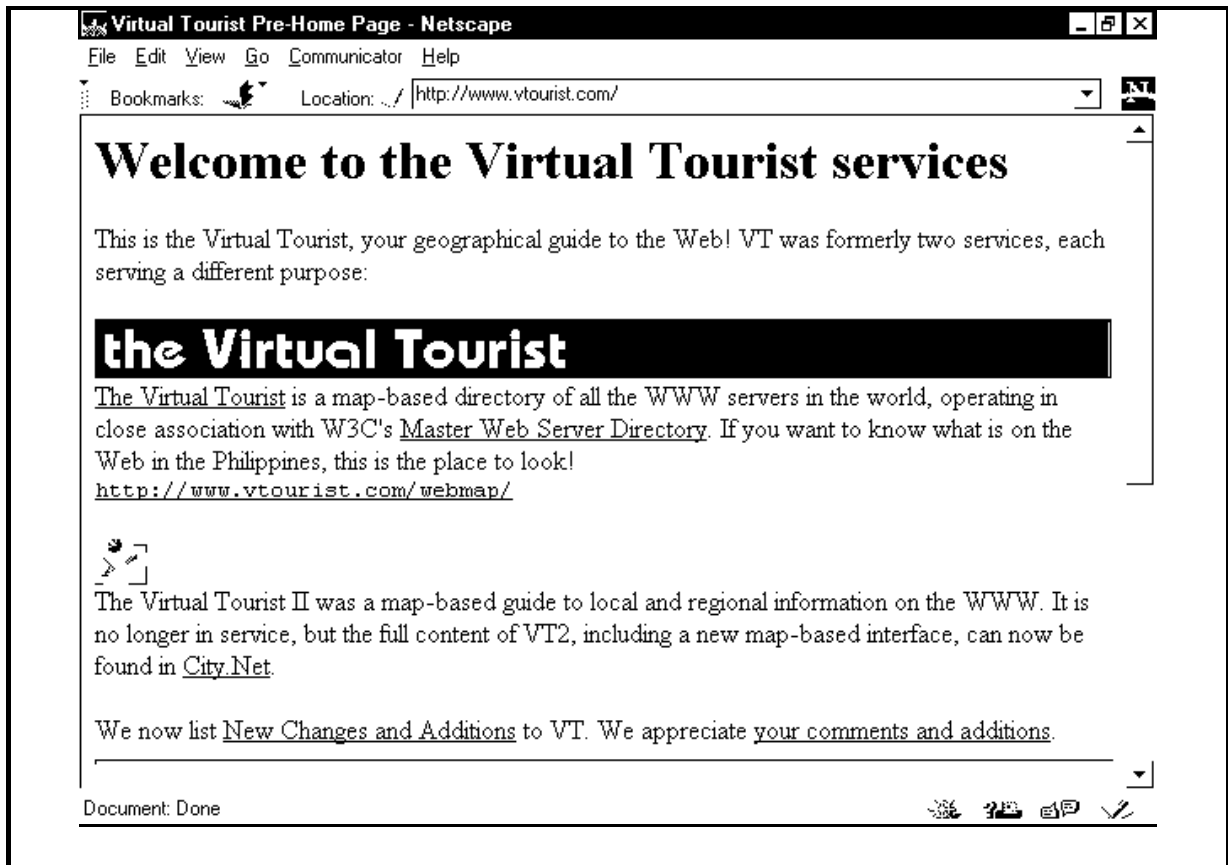 Virtual Tourist Pre-Home Page - Netscape
File Edit View Go Communicator Help
Bookmarks: Location: http://www.vtourist.com/
N
Welcome to the Virtual Tourist services
This is the Virtual Tourist, your geographical guide to the Web! VT was formerly two services, each
serving a different purpose:
the Virtual Tourist
The Virtual Tourist is a map-based directory of all the WWW servers in the world, operating in
close association with W3C's Master Web Server Directory. If you want to know what is on the
Web in the Philippines, this is the place to look!
http://www.vtourist.com/webmap/
The Virtual Tourist II was a map-based guide to local and regional information on the WWW. It is
no longer in service, but the full content of VT2, including a new map-based interface, can now be
found in City.Net.
We now list New Changes and Additions to VT. We appreciate your comments and additions.
Document: Done